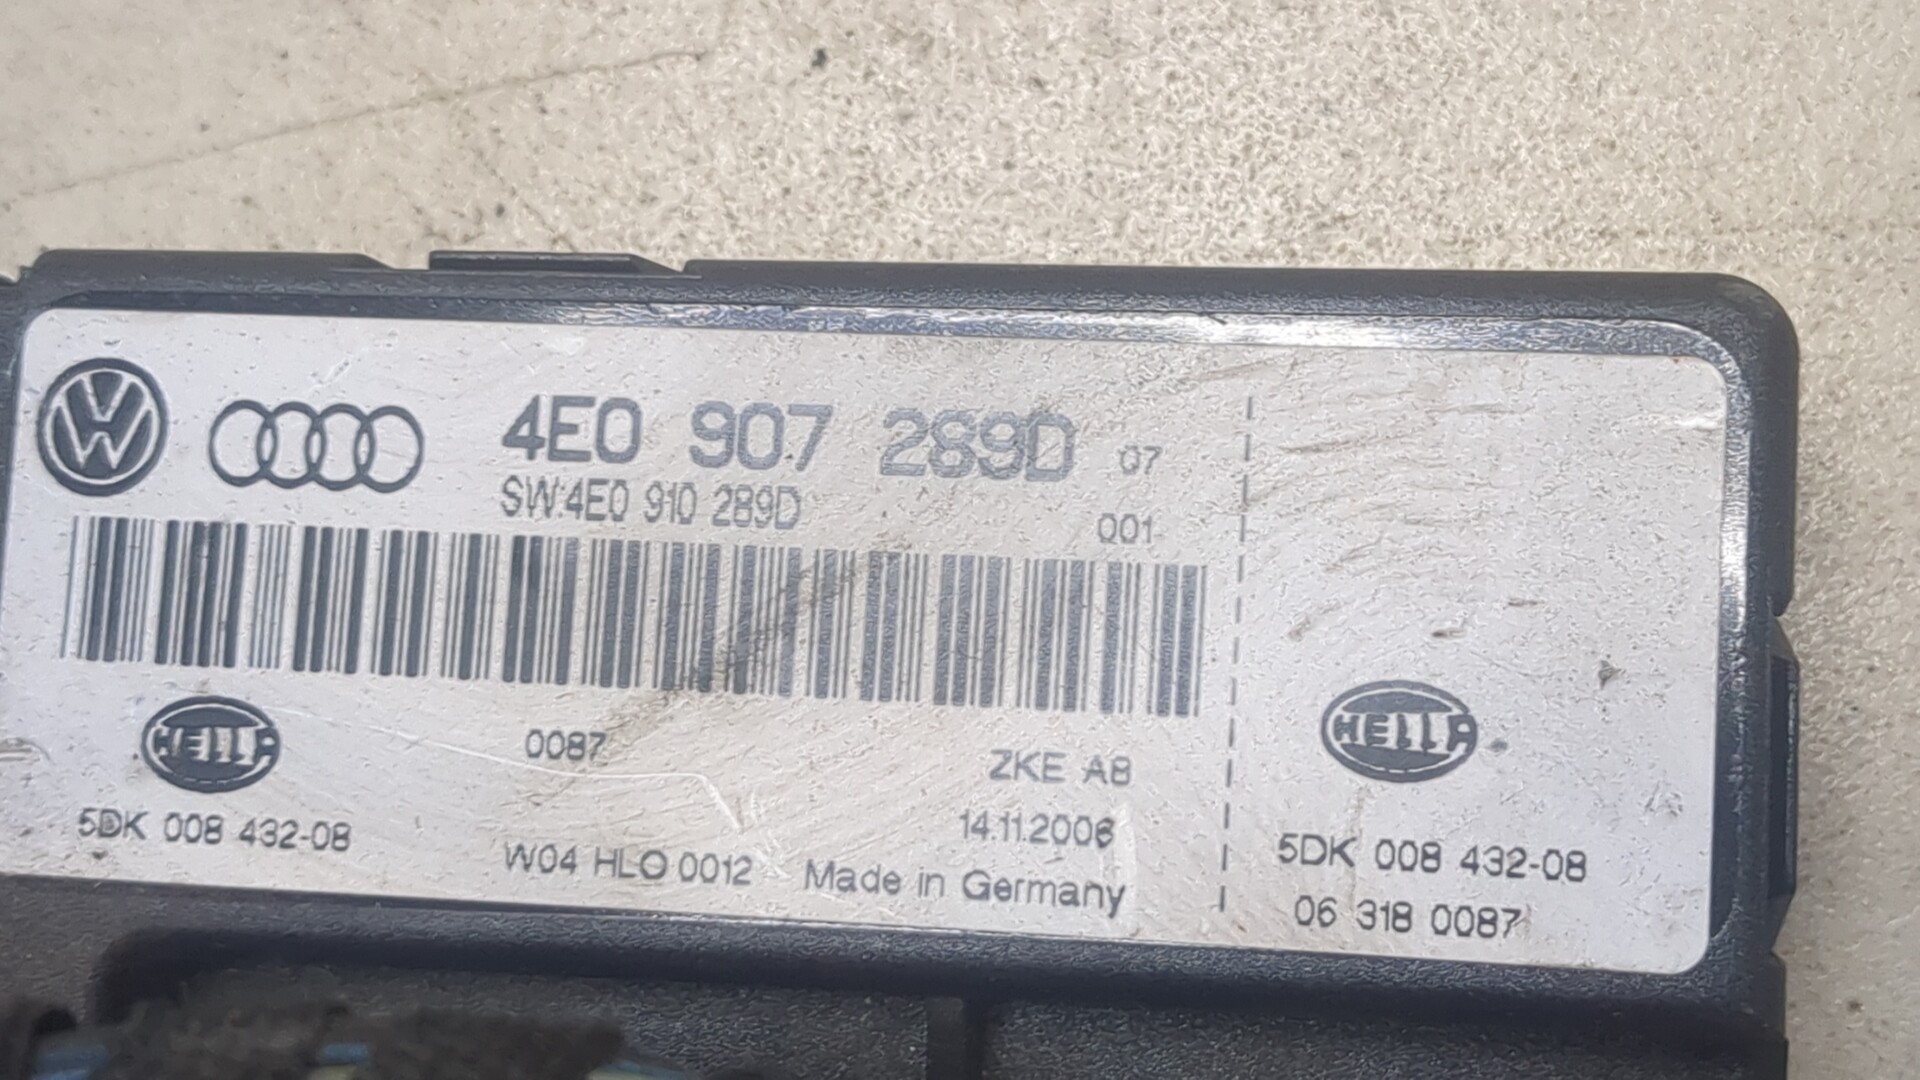 4E0 907 289D 07
SW:4E0 910 289D 001
HELLA
0087
ZKE A8
5DK 008 432-08
14.11.2006
W04 HLO 0012 Made in Germany
HELLA
5DK 008 432-08
06 318 0087